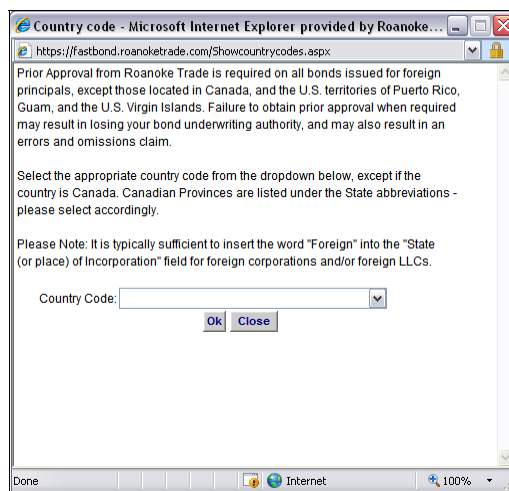 Country code - Microsoft Internet Explorer provided by Roanoke...
https://fastbond.roanoketrade.com/Showcountrycodes.aspx
Prior Approval from Roanoke Trade is required on all bonds issued for foreign
principals, except those located in Canada, and the U.S. territories of Puerto Rico,
Guam, and the U.S. Virgin Islands. Failure to obtain prior approval when required
may result in losing your bond underwriting authority, and may also result in an
errors and omissions claim.
Select the appropriate country code from the dropdown below, except if the
country is Canada. Canadian Provinces are listed under the State abbreviations -
please select accordingly.
Please Note: It is typically sufficient to insert the word "Foreign" into the "State
(or place) of Incorporation" field for foreign corporations and/or foreign LLCs.
Country Code:
Ok Close
Done Internet 100%